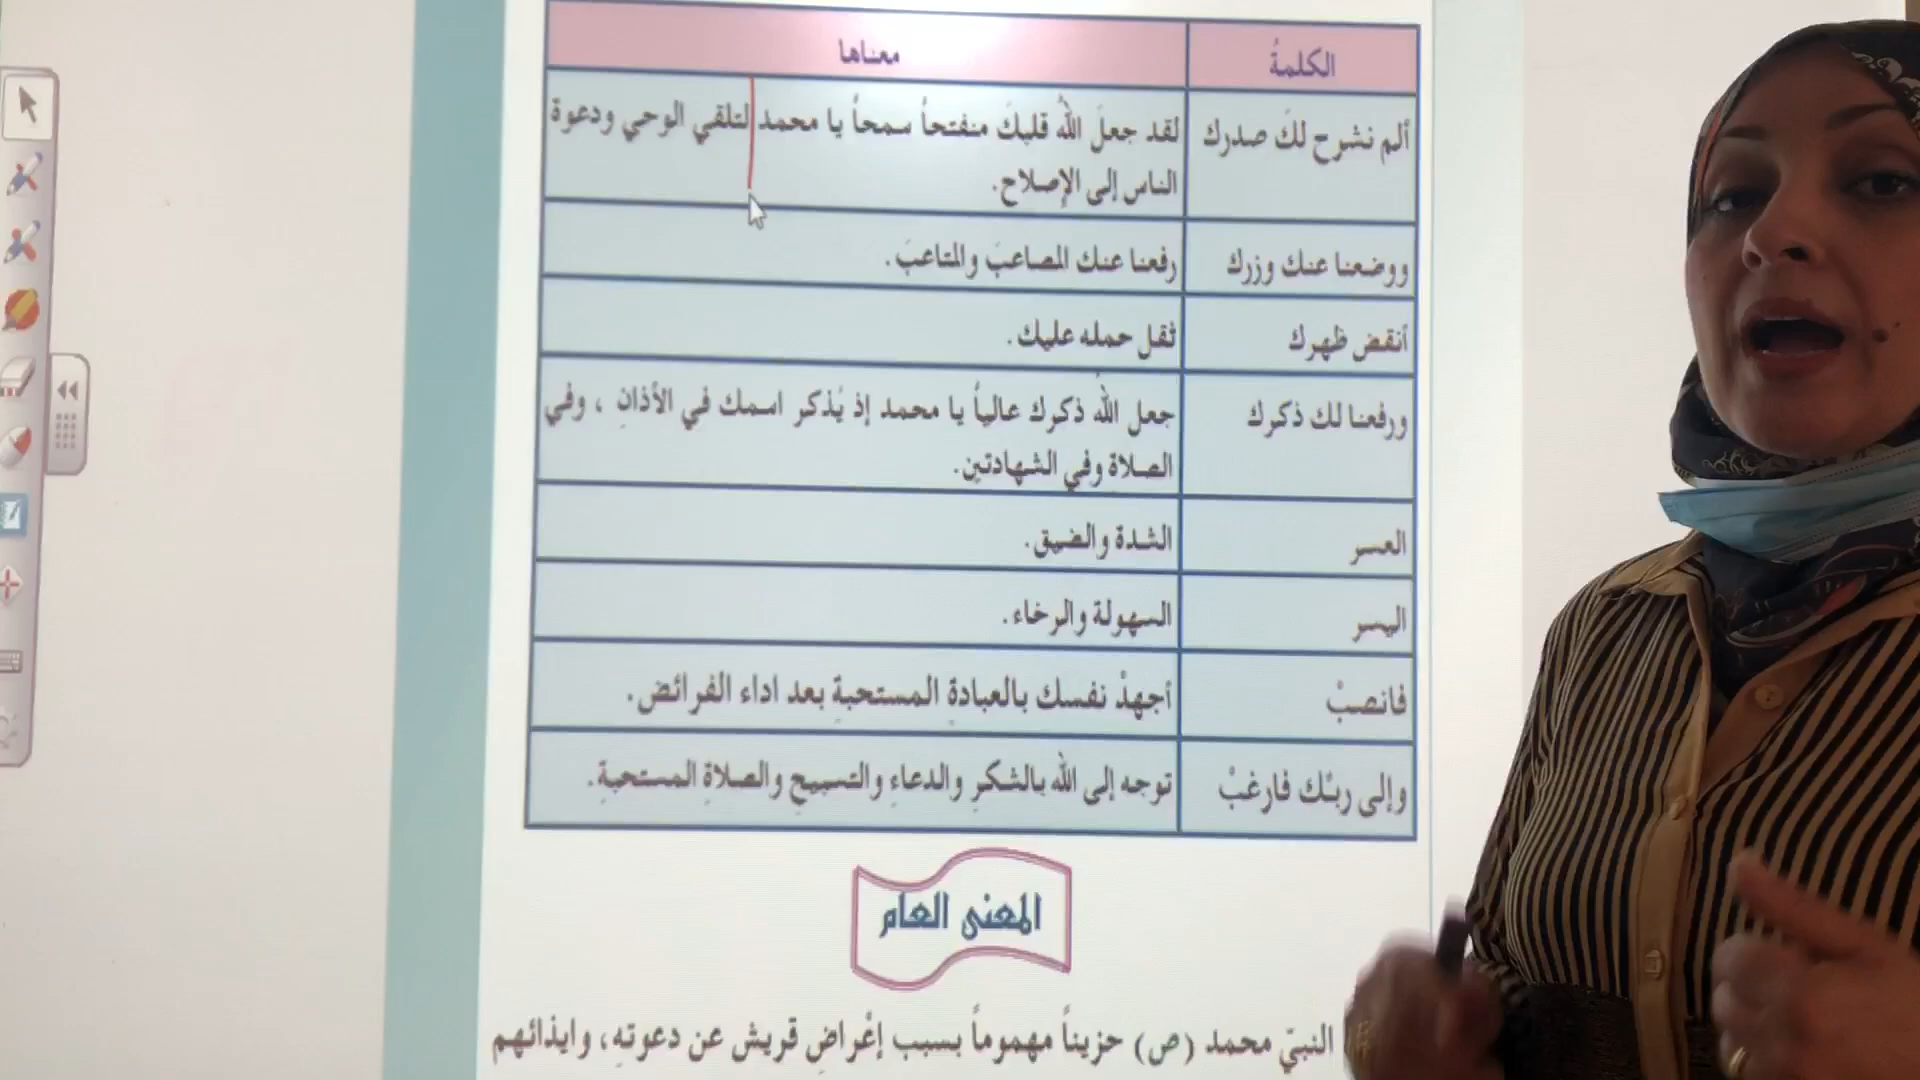 الكلمةُ معناها
ألم نشرح لكَ صدرك لقد جعلَ اللهُ قلبكَ منفتحاً سمحاً يا محمد لتلقي الوحي ودعوة
الناس إلى الإصلاح.
ووضعنا عنك وزرك رفعنا عنك المصاعبَ والمتاعبَ.
أنقض ظهرك ثقل حمله عليك.
ورفعنا لك ذكرك جعل اللهُ ذكرك عالياً يا محمد إذ يُذكر اسمك في الأذانِ ، وفي
الصلاة وفي الشهادتين.
العسر الشدة والضيق.
اليسر السهولة والرخاء.
فانصبْ أجهدْ نفسك بالعبادةِ المستحبةِ بعد اداء الفرائض.
وإلى ربّك فارغبْ توجه إلى الله بالشكرِ والدعاءِ والتسبيحِ والصلاةِ المستحبةِ.
المعنى العام
النبيّ محمد (ص) حزيناً مهموماً بسبب إعْراضِ قريش عن دعوتهِ، وايذائهم